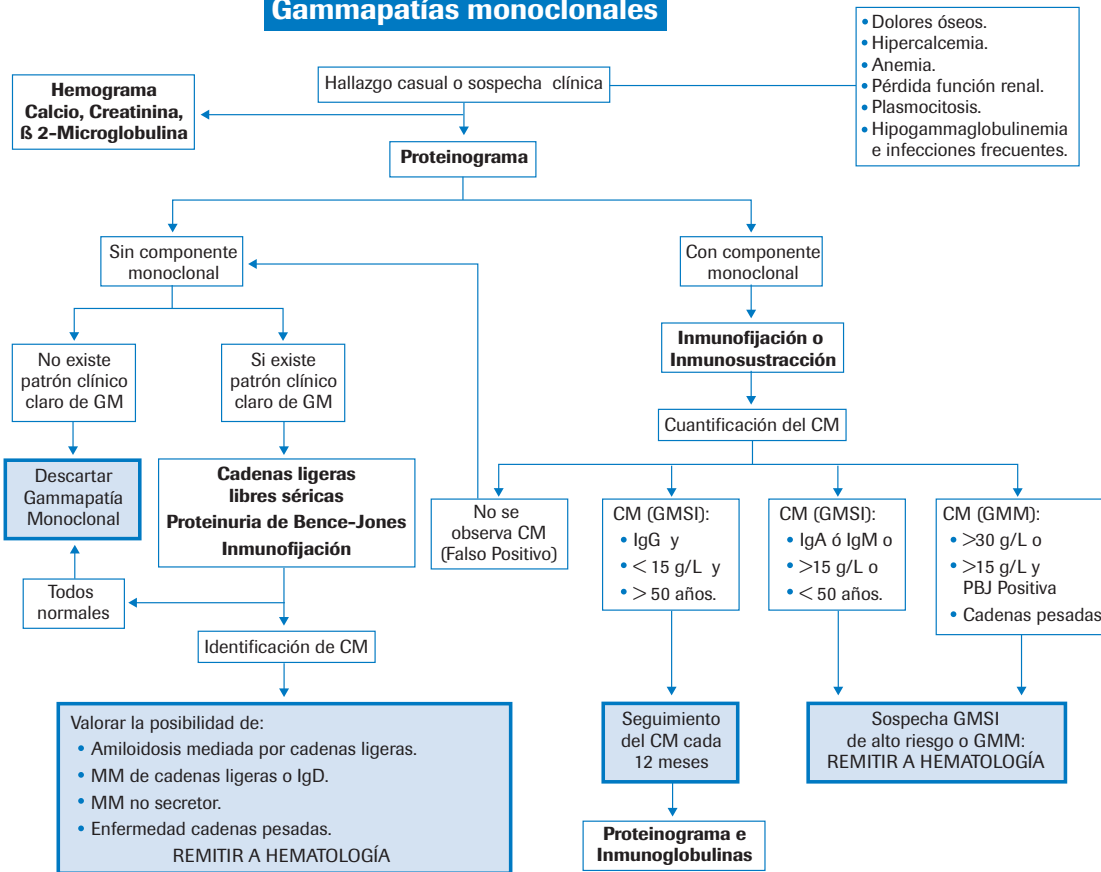 Gammapatías monoclonales
• Dolores óseos.
• Hipercalcemia.
• Anemia.
• Pérdida función renal.
• Plasmocitosis.
• Hipogammaglobulinemia
e infecciones frecuentes.
Hallazgo casual o sospecha clínica
Hemograma
Calcio, Creatinina,
ß 2-Microglobulina
Proteinograma
Sin componente
monoclonal
Con componente
monoclonal
No existe
patrón clínico
claro de GM
Si existe
patrón clínico
claro de GM
Inmunofijación o
Inmunosustracción
Cuantificación del CM
Descartar
Gammapatía
Monoclonal
Cadenas ligeras
libres séricas
Proteinuria de Bence-Jones
Inmunofijación
No se
observa CM
(Falso Positivo)
CM (GMSI):
• IgG y
• < 15 g/L y
• > 50 años.
CM (GMSI):
• IgA ó IgM o
• >15 g/L o
• < 50 años.
CM (GMM):
• >30 g/L o
• >15 g/L y
PBJ Positiva
• Cadenas pesadas
Todos
normales
Identificación de CM
Valorar la posibilidad de:
• Amiloidosis mediada por cadenas ligeras.
• MM de cadenas ligeras o IgD.
• MM no secretor.
• Enfermedad cadenas pesadas.
REMITIR A HEMATOLOGÍA
Seguimiento
del CM cada
12 meses
Sospecha GMSI
de alto riesgo o GMM:
REMITIR A HEMATOLOGÍA
Proteinograma e
Inmunoglobulinas